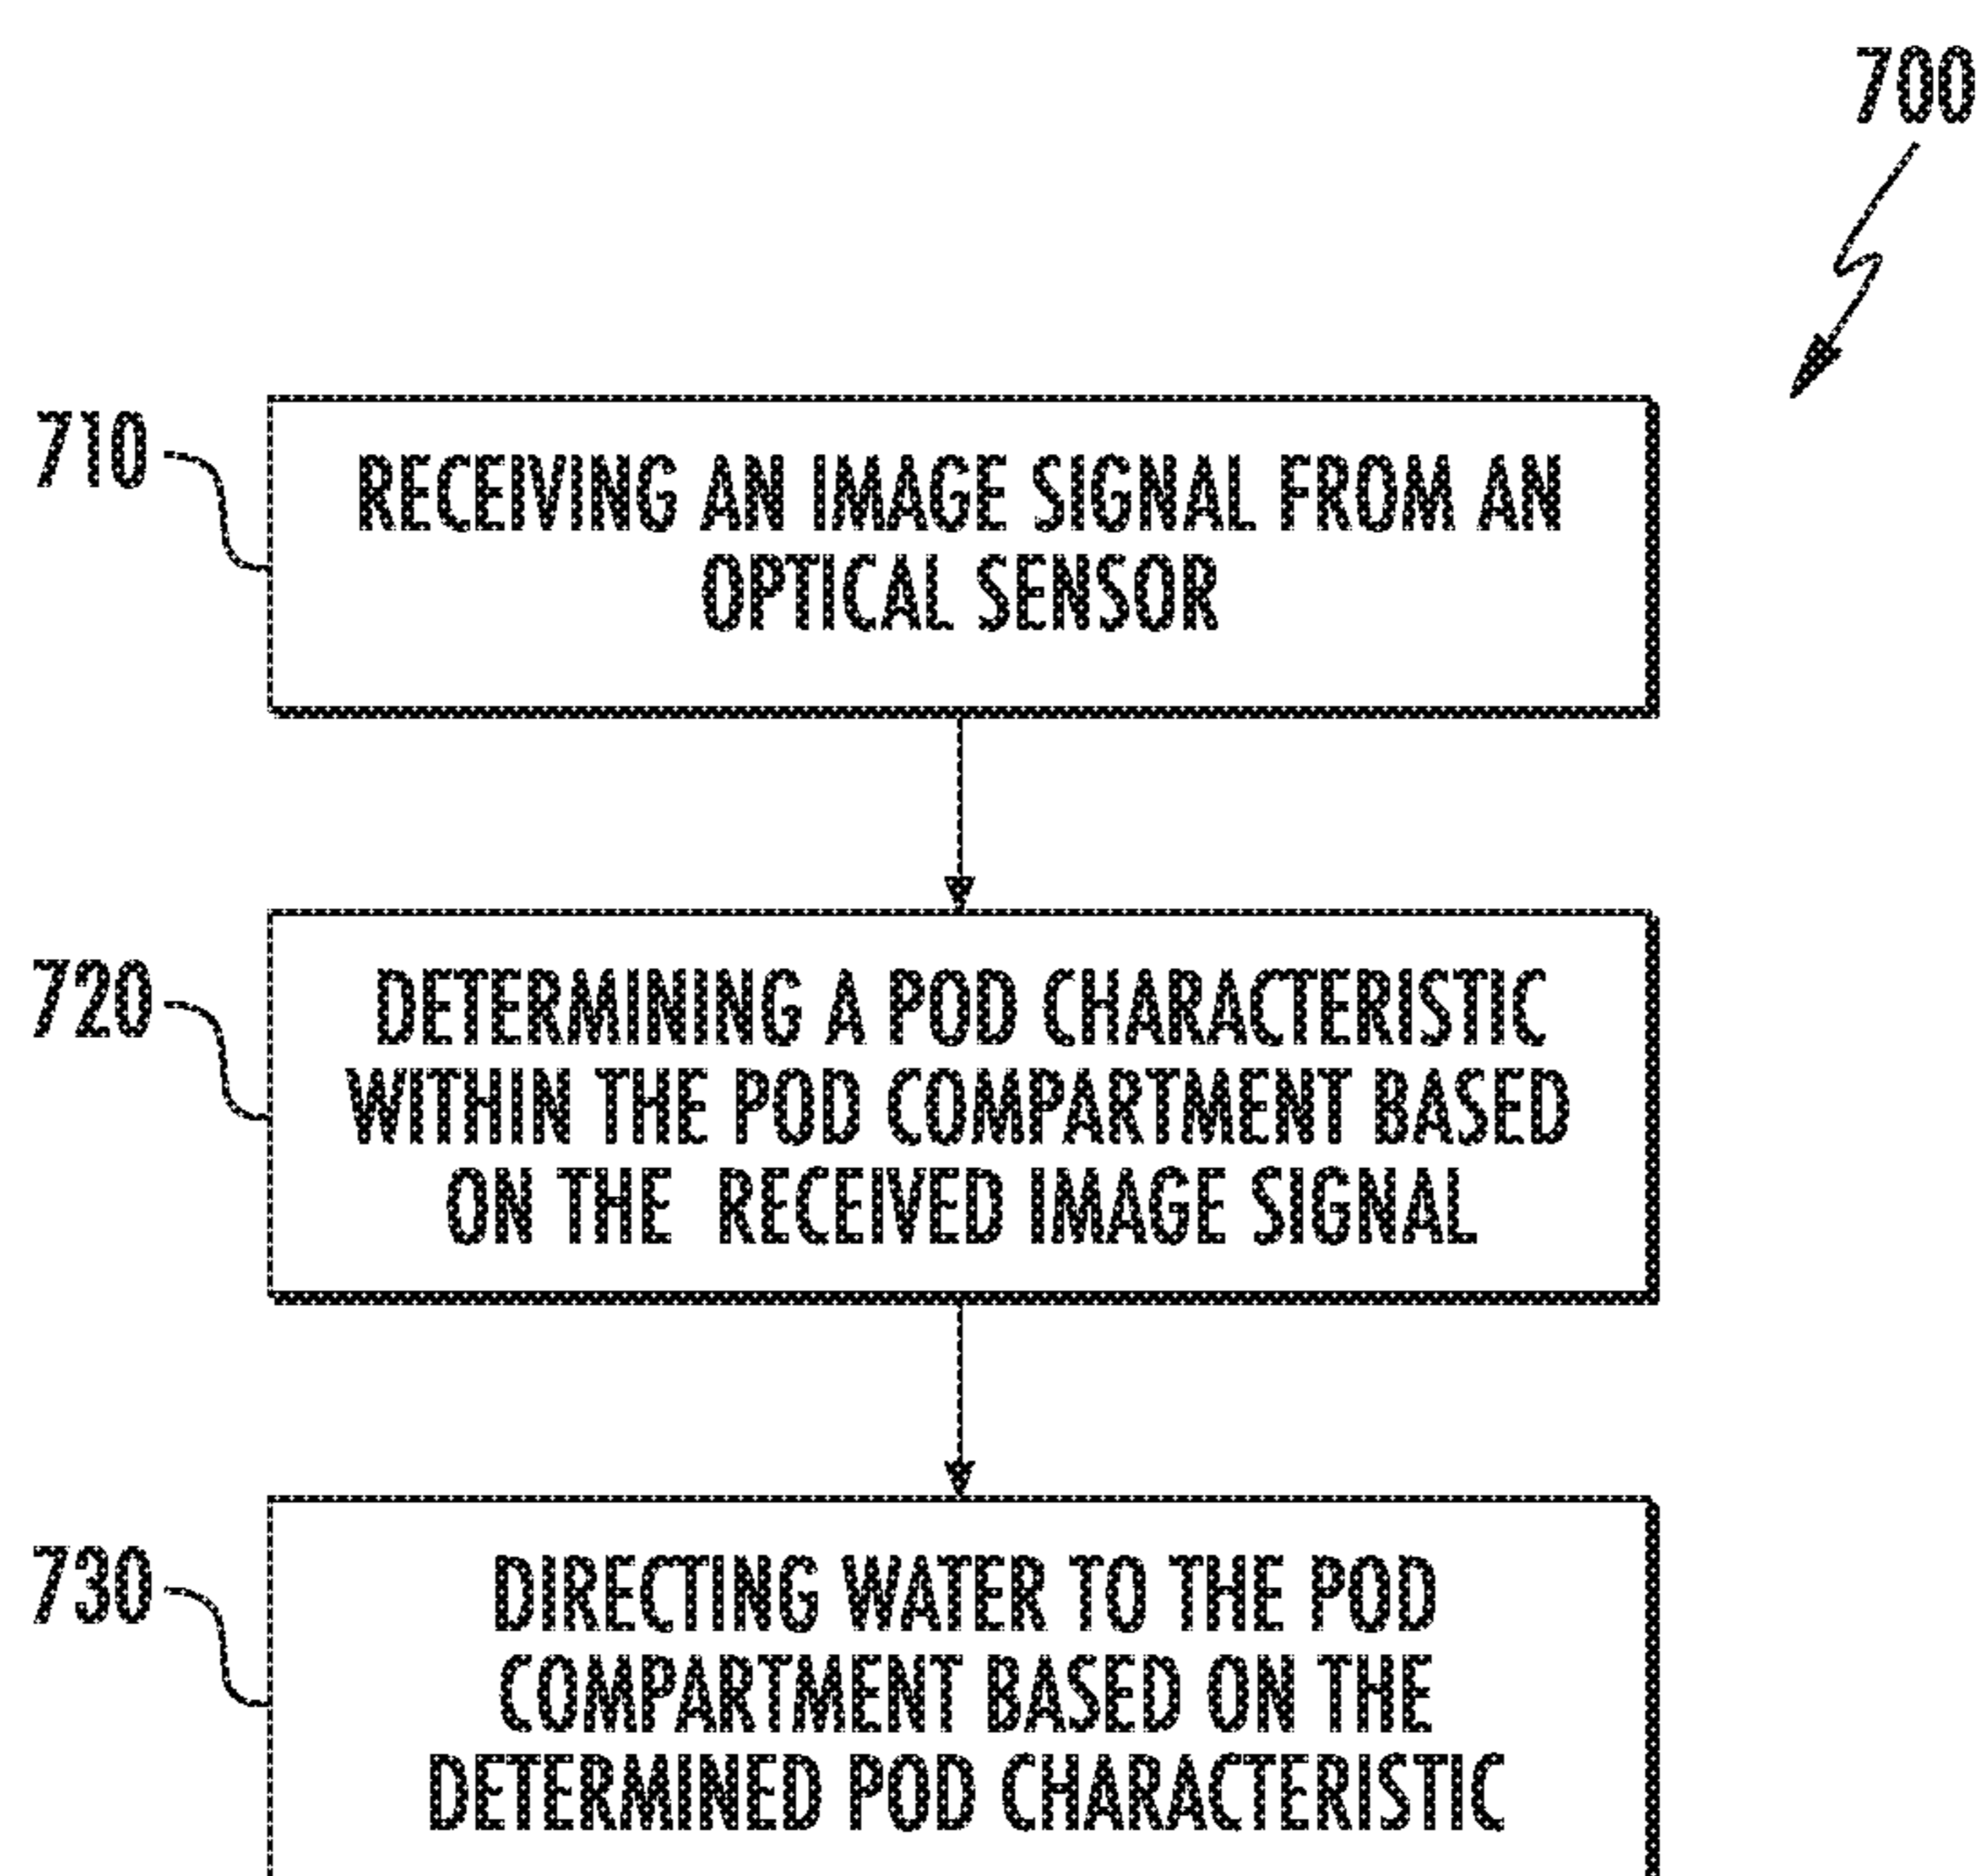 700
710
RECEIVING AN IMAGE SIGNAL FROM AN
OPTICAL SENSOR
720
DETERMINING A POD CHARACTERISTIC
WITHIN THE POD COMPARTMENT BASED
ON THE RECEIVED IMAGE SIGNAL
730
DIRECTING WATER TO THE POD
COMPARTMENT BASED ON THE
DETERMINED POD CHARACTERISTIC